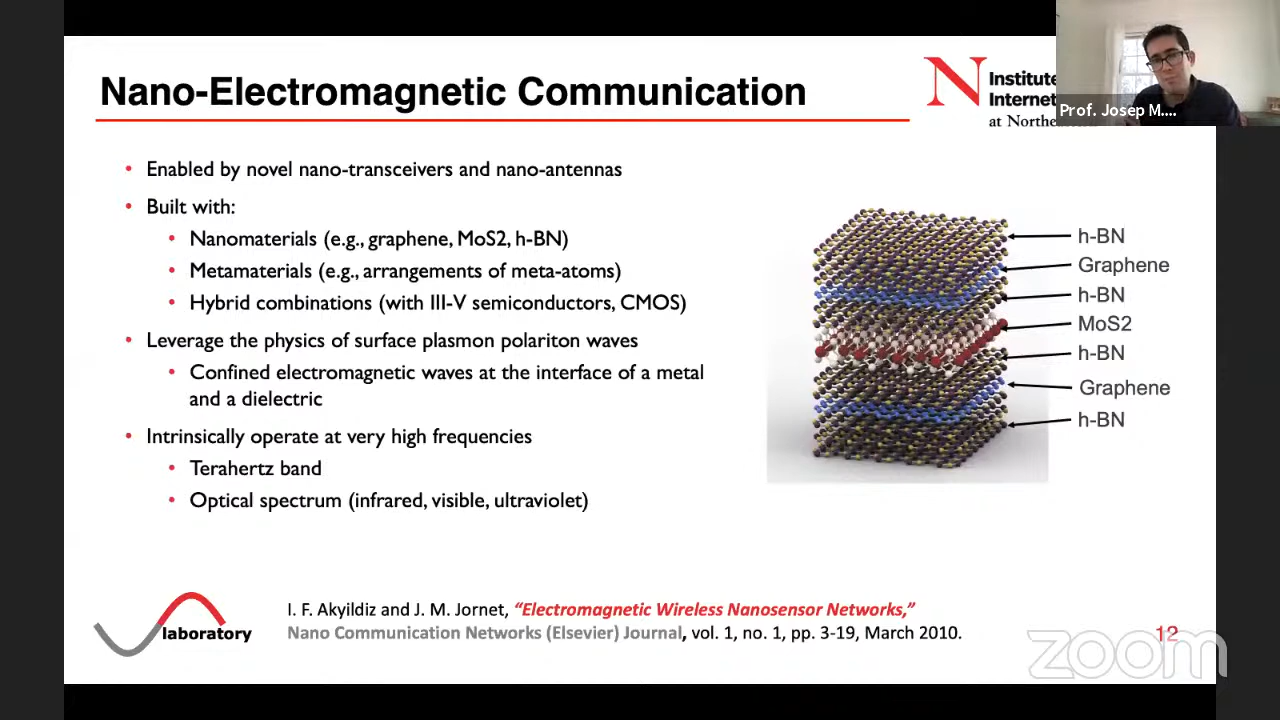 Nano-Electromagnetic Communication
N Institute
Internet
at Northe
Prof. Josep M....
• Enabled by novel nano-transceivers and nano-antennas
• Built with:
• Nanomaterials (e.g., graphene, MoS2, h-BN)
• Metamaterials (e.g., arrangements of meta-atoms)
• Hybrid combinations (with III-V semiconductors, CMOS)
• Leverage the physics of surface plasmon polariton waves
• Confined electromagnetic waves at the interface of a metal
and a dielectric
• Intrinsically operate at very high frequencies
• Terahertz band
• Optical spectrum (infrared, visible, ultraviolet)
h-BN
Graphene
h-BN
MoS2
h-BN
Graphene
h-BN
laboratory
I. F. Akyildiz and J. M. Jornet, “Electromagnetic Wireless Nanosensor Networks,”
Nano Communication Networks (Elsevier) Journal, vol. 1, no. 1, pp. 3-19, March 2010.
12
zoom